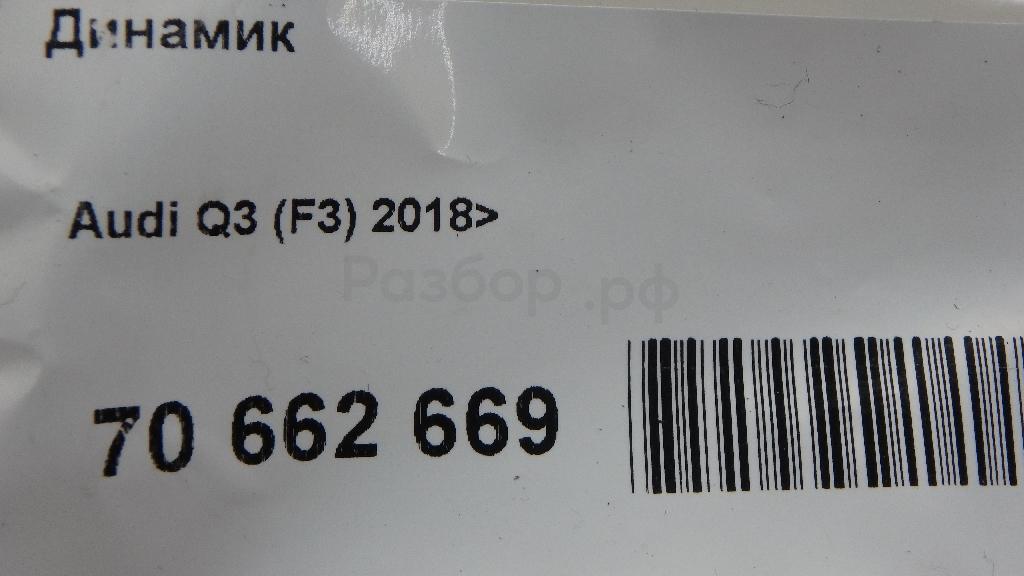 Динамик
Audi Q3 (F3) 2018>
Разбор.рф
70 662 669